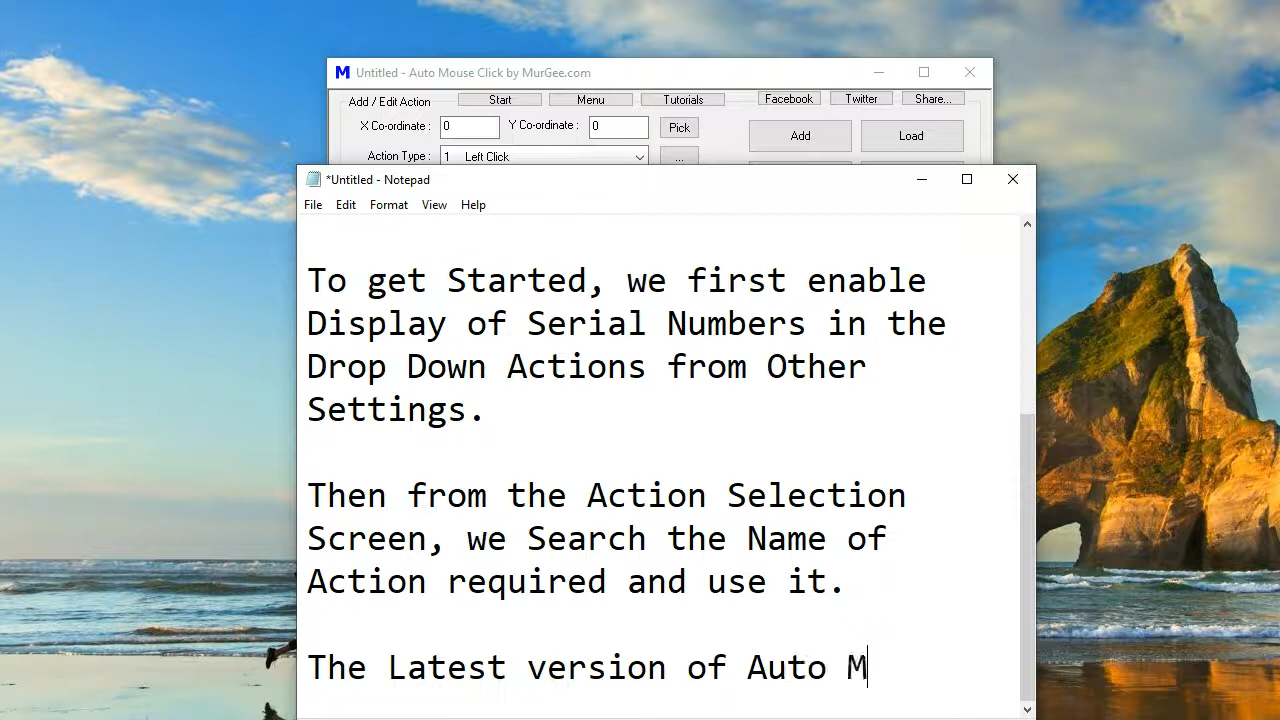 Untitled - Auto Mouse Click by MurGee.com
Add / Edit Action
Start
Menu
Tutorials
Facebook
Twitter
Share...
X Co-ordinate :
0
Y Co-ordinate :
0
Pick
Add
Load
Action Type :
1 Left Click
...
*Untitled - Notepad
File Edit Format View Help
To get Started, we first enable
Display of Serial Numbers in the
Drop Down Actions from Other
Settings.
Then from the Action Selection
Screen, we Search the Name of
Action required and use it.
The Latest version of Auto M